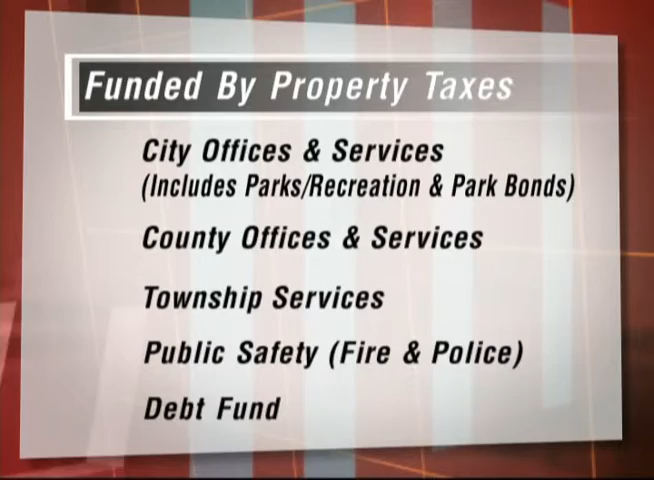 Funded By Property Taxes
City Offices & Services
(Includes Parks/Recreation & Park Bonds)
County Offices & Services
Township Services
Public Safety (Fire & Police)
Debt Fund